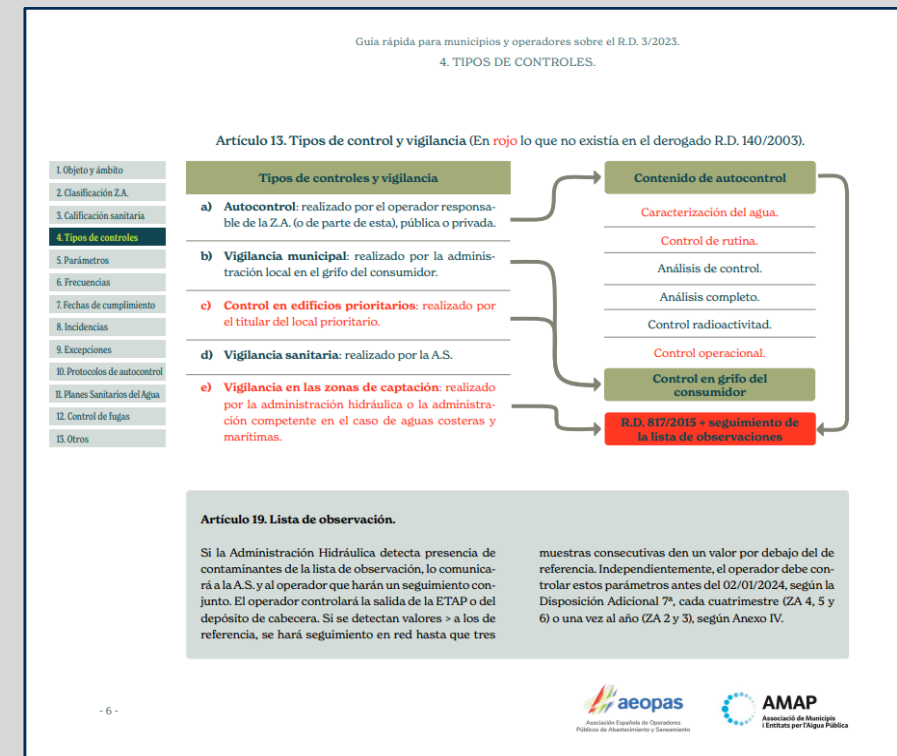 Guía rápida para municipios y operadores sobre el R.D. 3/2023.
4. TIPOS DE CONTROLES.
Artículo 13. Tipos de control y vigilancia (En rojo lo que no existía en el derogado R.D. 140/2003).
1. Objeto y ámbito
2. Clasificación Z.A.
3. Calificación sanitaria
4. Tipos de controles
5. Parámetros
6. Frecuencias
7. Fechas de cumplimiento
8. Incidencias
9. Excepciones
10. Protocolos de autocontrol
11. Planes Sanitarios del Agua
12. Control de fugas
13. Otros
Tipos de controles y vigilancia
a) Autocontrol: realizado por el operador responsa-
ble de la Z.A. (o de parte de esta), pública o privada.
b) Vigilancia municipal: realizado por la adminis-
tración local en el grifo del consumidor.
c) Control en edificios prioritarios: realizado por
el titular del local prioritario.
d) Vigilancia sanitaria: realizado por la A.S.
e) Vigilancia en las zonas de captación: realizado
por la administración hidráulica o la administra-
ción competente en el caso de aguas costeras y
marítimas.
Contenido de autocontrol
Caracterización del agua.
Control de rutina.
Análisis de control.
Análisis completo.
Control radioactivitad.
Control operacional.
Control en grifo del
consumidor
R.D. 817/2015 + seguimiento de
la lista de observaciones
Artículo 19. Lista de observación.
Si la Administración Hidráulica detecta presencia de
contaminantes de la lista de observación, lo comunica-
rá a la A.S. y al operador que harán un seguimiento con-
junto. El operador controlará la salida de la ETAP o del
depósito de cabecera. Si se detectan valores > a los de
referencia, se hará seguimiento en red hasta que tres
muestras consecutivas den un valor por debajo del de
referencia. Independientemente, el operador debe con-
trolar estos parámetros antes del 02/01/2024, según la
Disposición Adicional 7ª, cada cuatrimestre (ZA 4, 5 y
6) o una vez al año (ZA 2 y 3), según Anexo IV.
- 6 -
aeopas
Asociación Española de Operadores
Públicos de Abastecimiento y Saneamiento
AMAP
Associació de Municipis
i Entitats per l'Aigua Pública